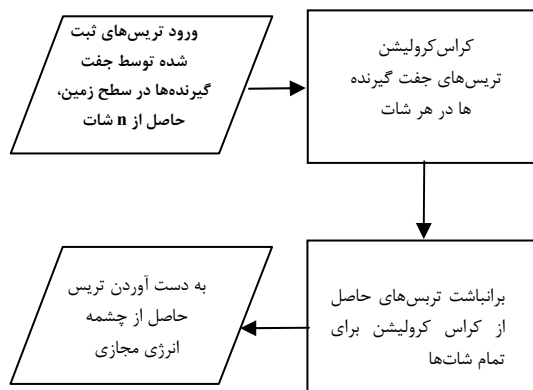 ورود تریس‌های ثبت
شده توسط جفت
گیرنده‌ها در سطح زمین،
حاصل از n شات
کراس‌کرولیشن
تریس‌های جفت گیرنده
ها در هر شات
برانباشت تریس‌های حاصل
از کراس کرولیشن برای
تمام شات‌ها
به دست آوردن تریس
حاصل از چشمه
انرژی مجازی